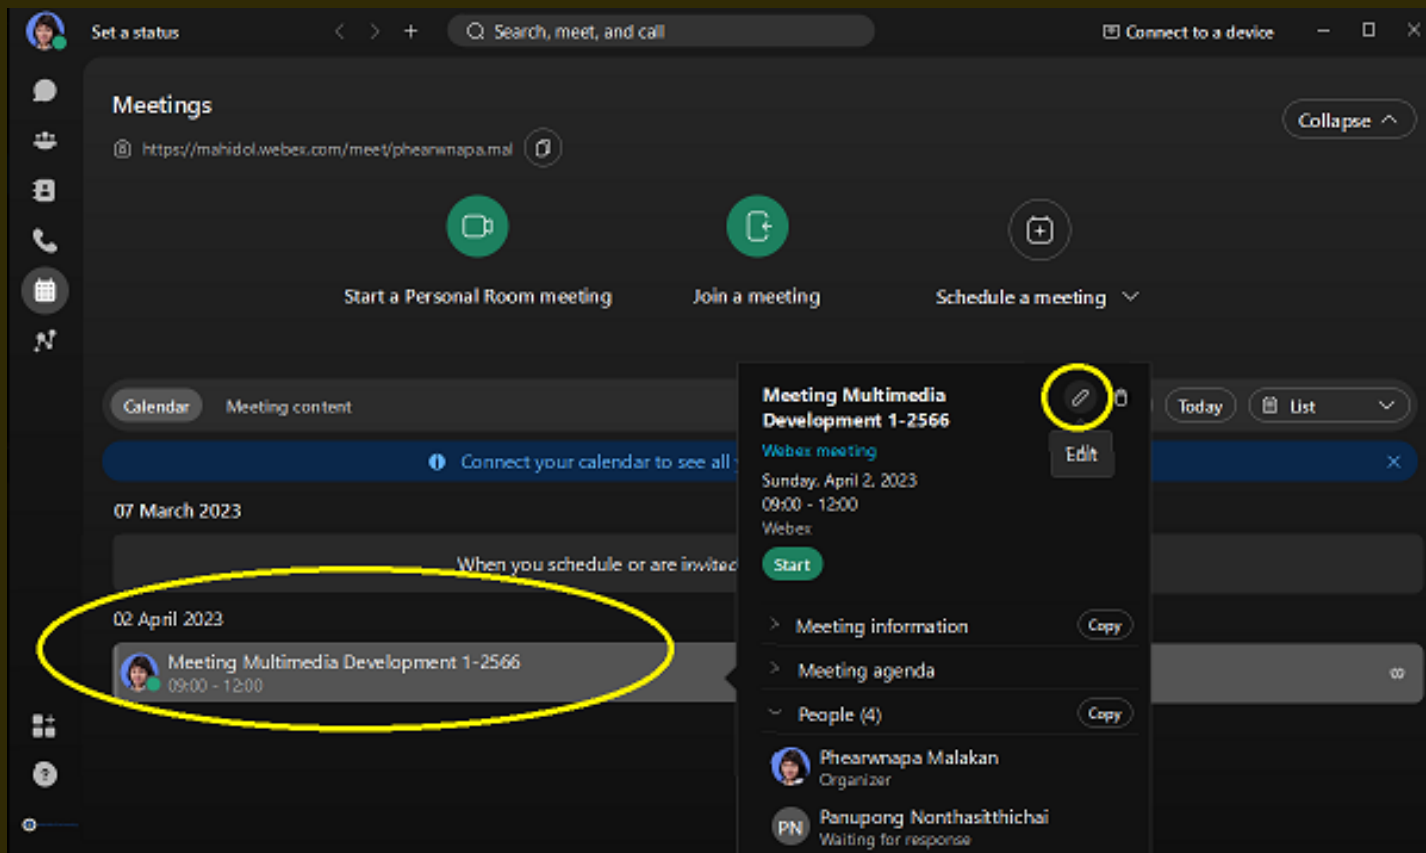 Set a status
Search, meet, and call
Connect to a device
Meetings
Collapse
https://mahidol.webex.com/meet/phearwnapa.mal
Start a Personal Room meeting
Join a meeting
Schedule a meeting
Calendar
Meeting content
Today
List
Connect your calendar to see all
07 March 2023
When you schedule or are invited
02 April 2023
Meeting Multimedia Development 1-2566
09:00 - 12:00
Meeting Multimedia
Development 1-2566
Edit
Webex meeting
Sunday, April 2, 2023
09:00 - 12:00
Webex
Start
Meeting information
Copy
Meeting agenda
People (4)
Copy
Phearwnapa Malakan
Organizer
PN
Panupong Nonthasitthichai
Waiting for response